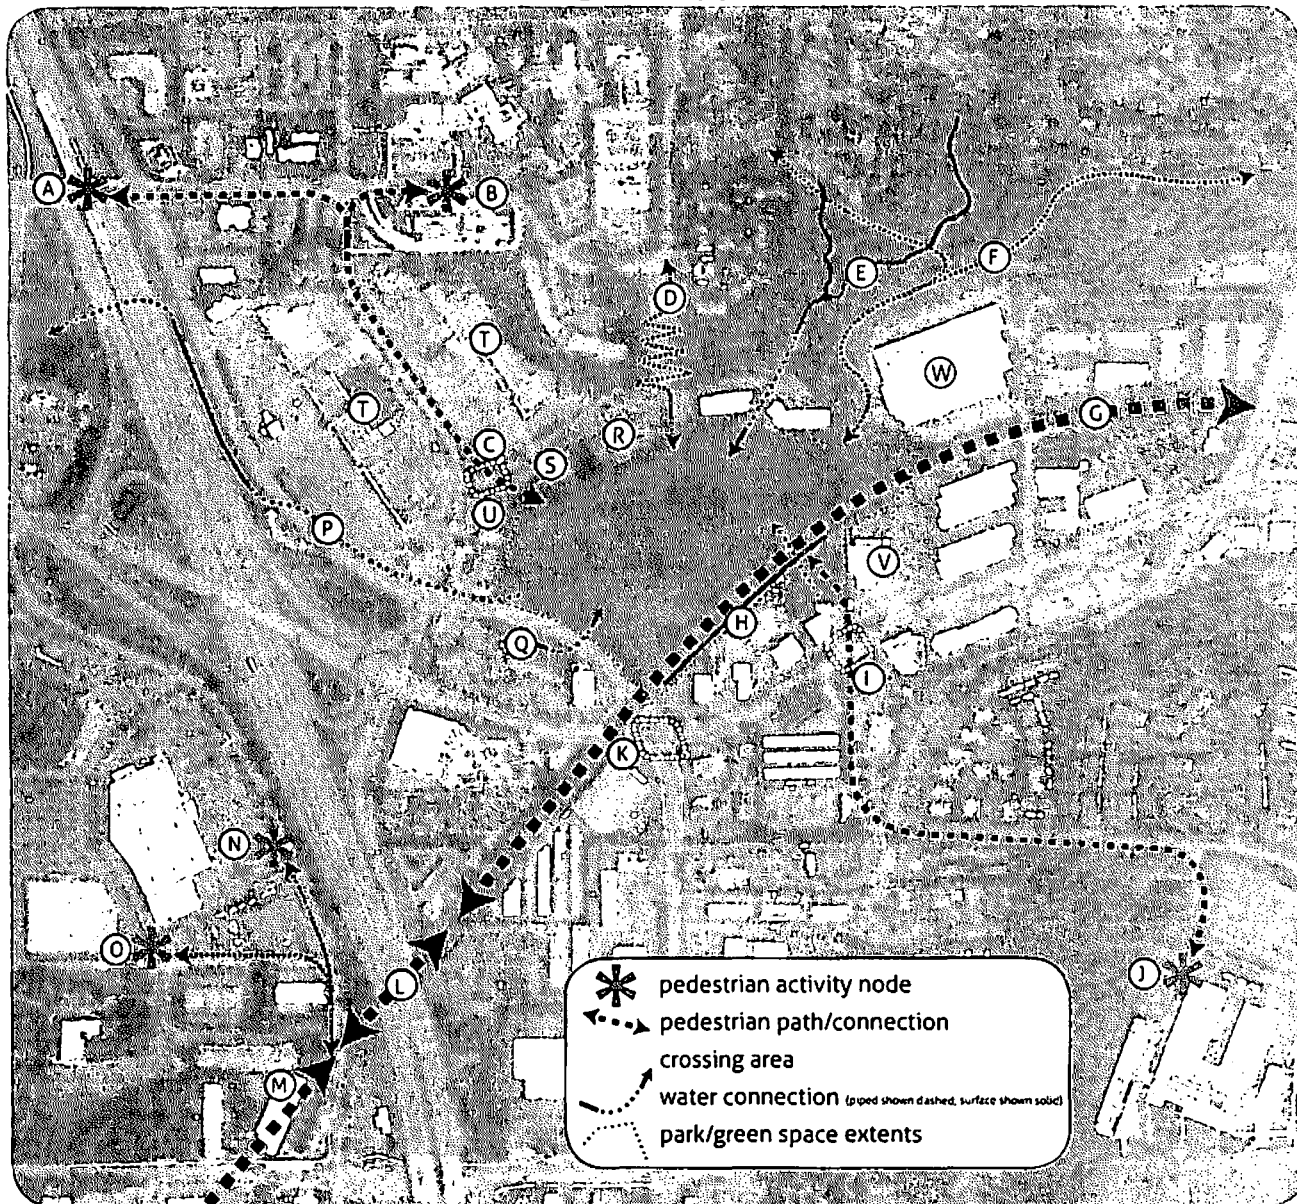 A
B
E
F
D
T
W
T
G
C
R
S
U
P
V
H
Q
I
K
N
O
J
L
pedestrian activity node
pedestrian path/connection
crossing area
M
water connection (piped shown dashed, surface shown solid)
park/green space extents